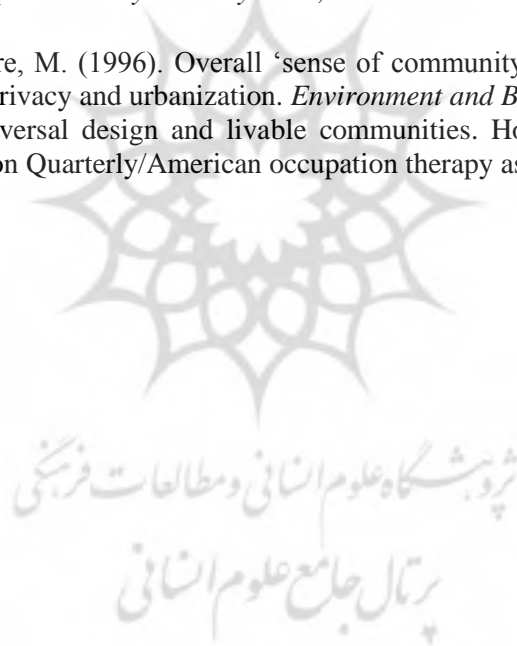 re, M. (1996). Overall ‘sense of community
rivacy and urbanization. Environment and B
versal design and livable communities. Ho
on Quarterly/American occupation therapy as
پژوهشگاه علوم انسانی و مطالعات فرهنگی
پرتال جامع علوم انسانی